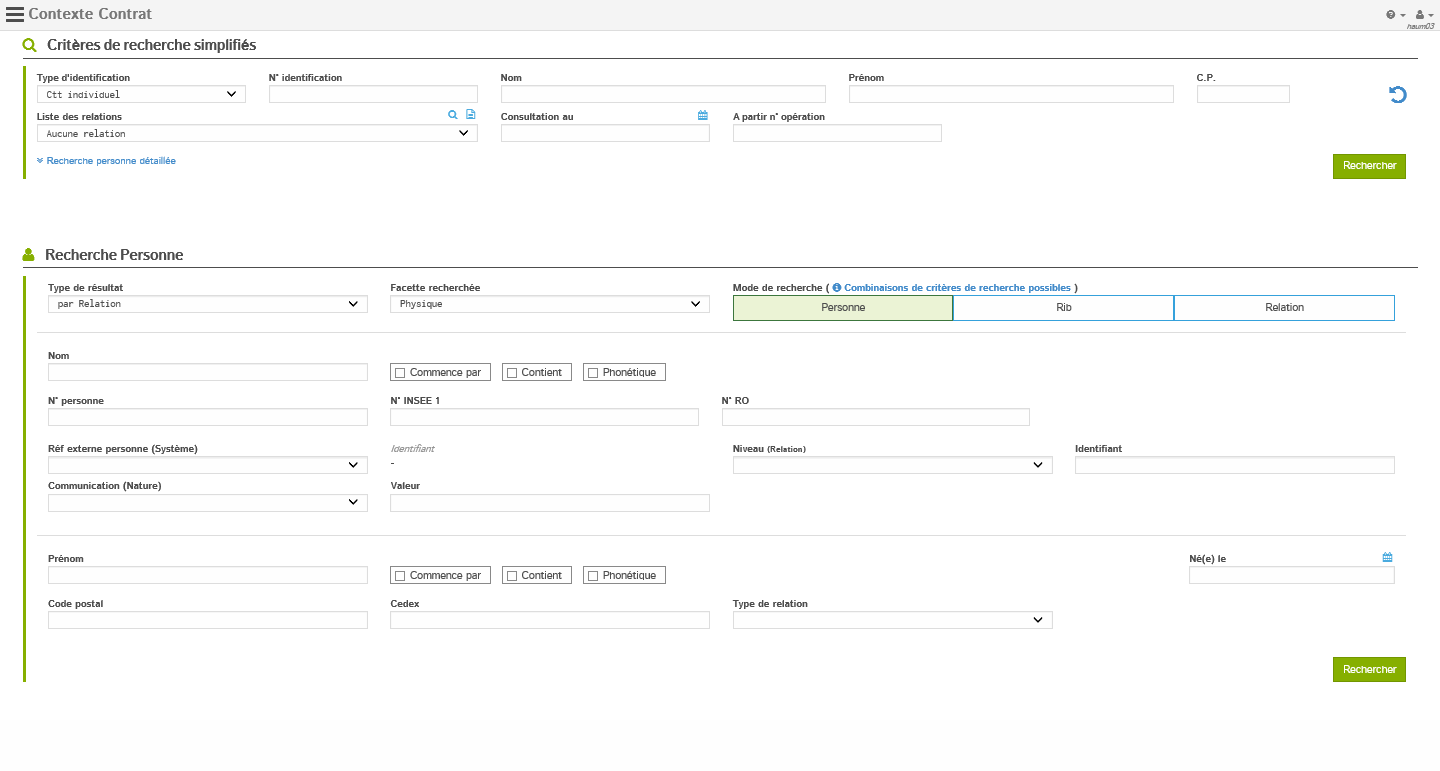 Contexte Contrat
haum03
Critères de recherche simplifiés
Type d'identification N° identification Nom Prénom C.P.
Ctt individuel
Liste des relations Consultation au A partir n° opération
Aucune relation
Recherche personne détaillée
Rechercher
Recherche Personne
Type de résultat Facette recherchée Mode de recherche ( Combinaisons de critères de recherche possibles )
par Relation Physique Personne Rib Relation
Nom
Commence par Contient Phonétique
N° personne N° INSEE 1 N° RO
Réf externe personne (Système) Identifiant Niveau (Relation) Identifiant
-
Communication (Nature) Valeur
Prénom Né(e) le
Commence par Contient Phonétique
Code postal Cedex Type de relation
Rechercher